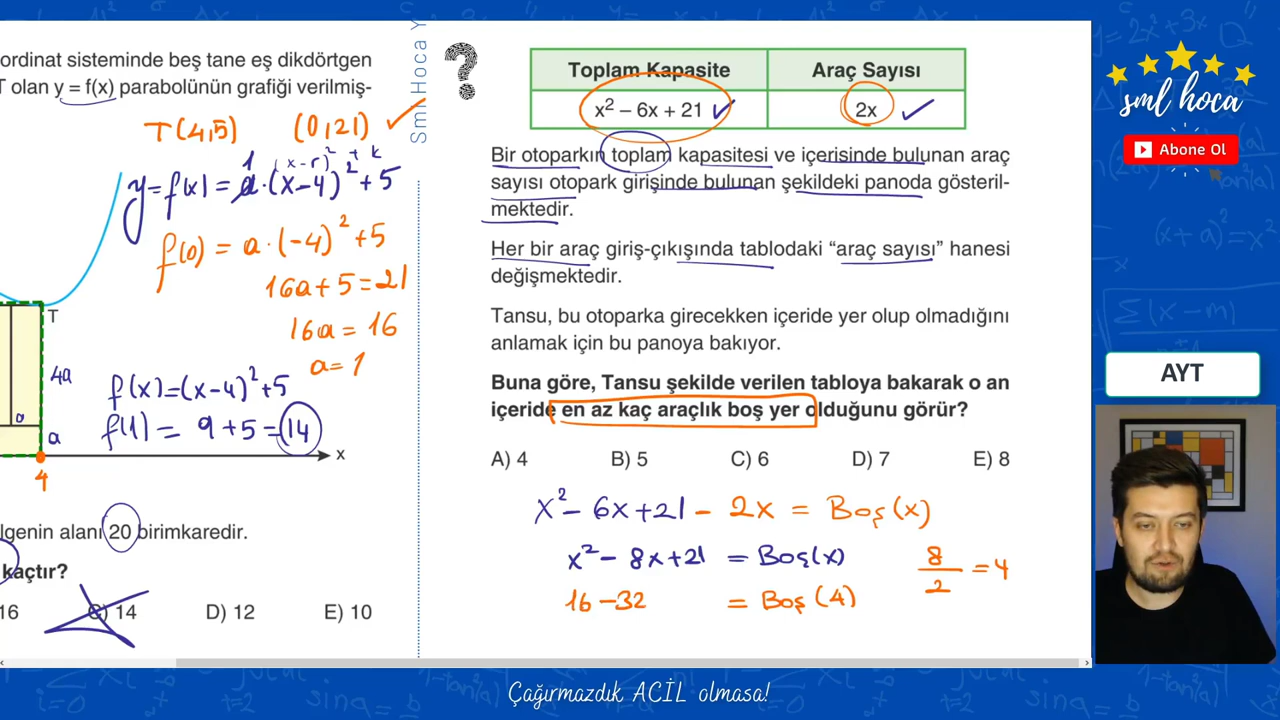 ordinat sisteminde beş tane eş dikdörtgen
T olan y = f(x) parabolünün grafiği verilmiş-
T(4,5) (0,21)
1 (x-r)² + k
y=f(x) = a·(x-4)²+5
f(0) = a·(-4)²+5
16a+5=21
16a=16
a=1
T
4a
a
a
f(x)=(x-4)²+5
f(1) = 9+5=14
x
4
lgenin alanı 20 birimkaredir.
kaçtır?
16 C) 14 D) 12 E) 10
Sml Hoca Y
?
Toplam Kapasite Araç Sayısı
x² – 6x + 21 2x
Bir otoparkın toplam kapasitesi ve içerisinde bulunan araç
sayısı otopark girişinde bulunan şekildeki panoda gösteril-
mektedir.
Her bir araç giriş-çıkışında tablodaki “araç sayısı” hanesi
değişmektedir.
Tansu, bu otoparka girecekken içeride yer olup olmadığını
anlamak için bu panoya bakıyor.
Buna göre, Tansu şekilde verilen tabloya bakarak o an
içeride en az kaç araçlık boş yer olduğunu görür?
A) 4 B) 5 C) 6 D) 7 E) 8
x²-6x+21-2x = Boş(x)
x²-8x+21 = Boş(x)
16-32 = Boş(4)
8/2 = 4
sml hoca
Abone Ol
AYT
Çağırmazdık ACİL olmasa!